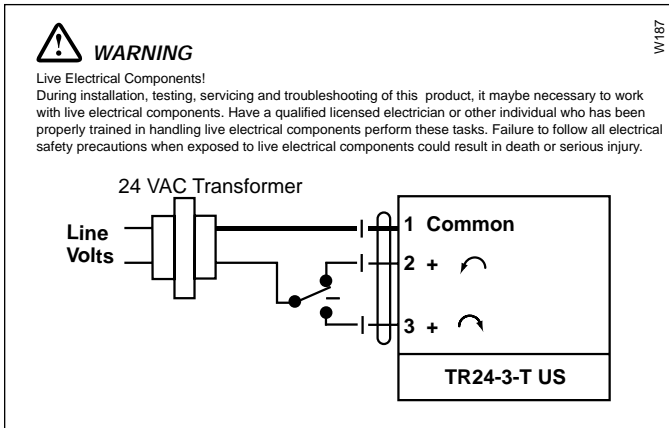 W187
WARNING
Live Electrical Components!
During installation, testing, servicing and troubleshooting of this product, it maybe necessary to work
with live electrical components. Have a qualified licensed electrician or other individual who has been
properly trained in handling live electrical components perform these tasks. Failure to follow all electrical
safety precautions when exposed to live electrical components could result in death or serious injury.
24 VAC Transformer
Line
Volts
1 Common
2 +
3 +
TR24-3-T US